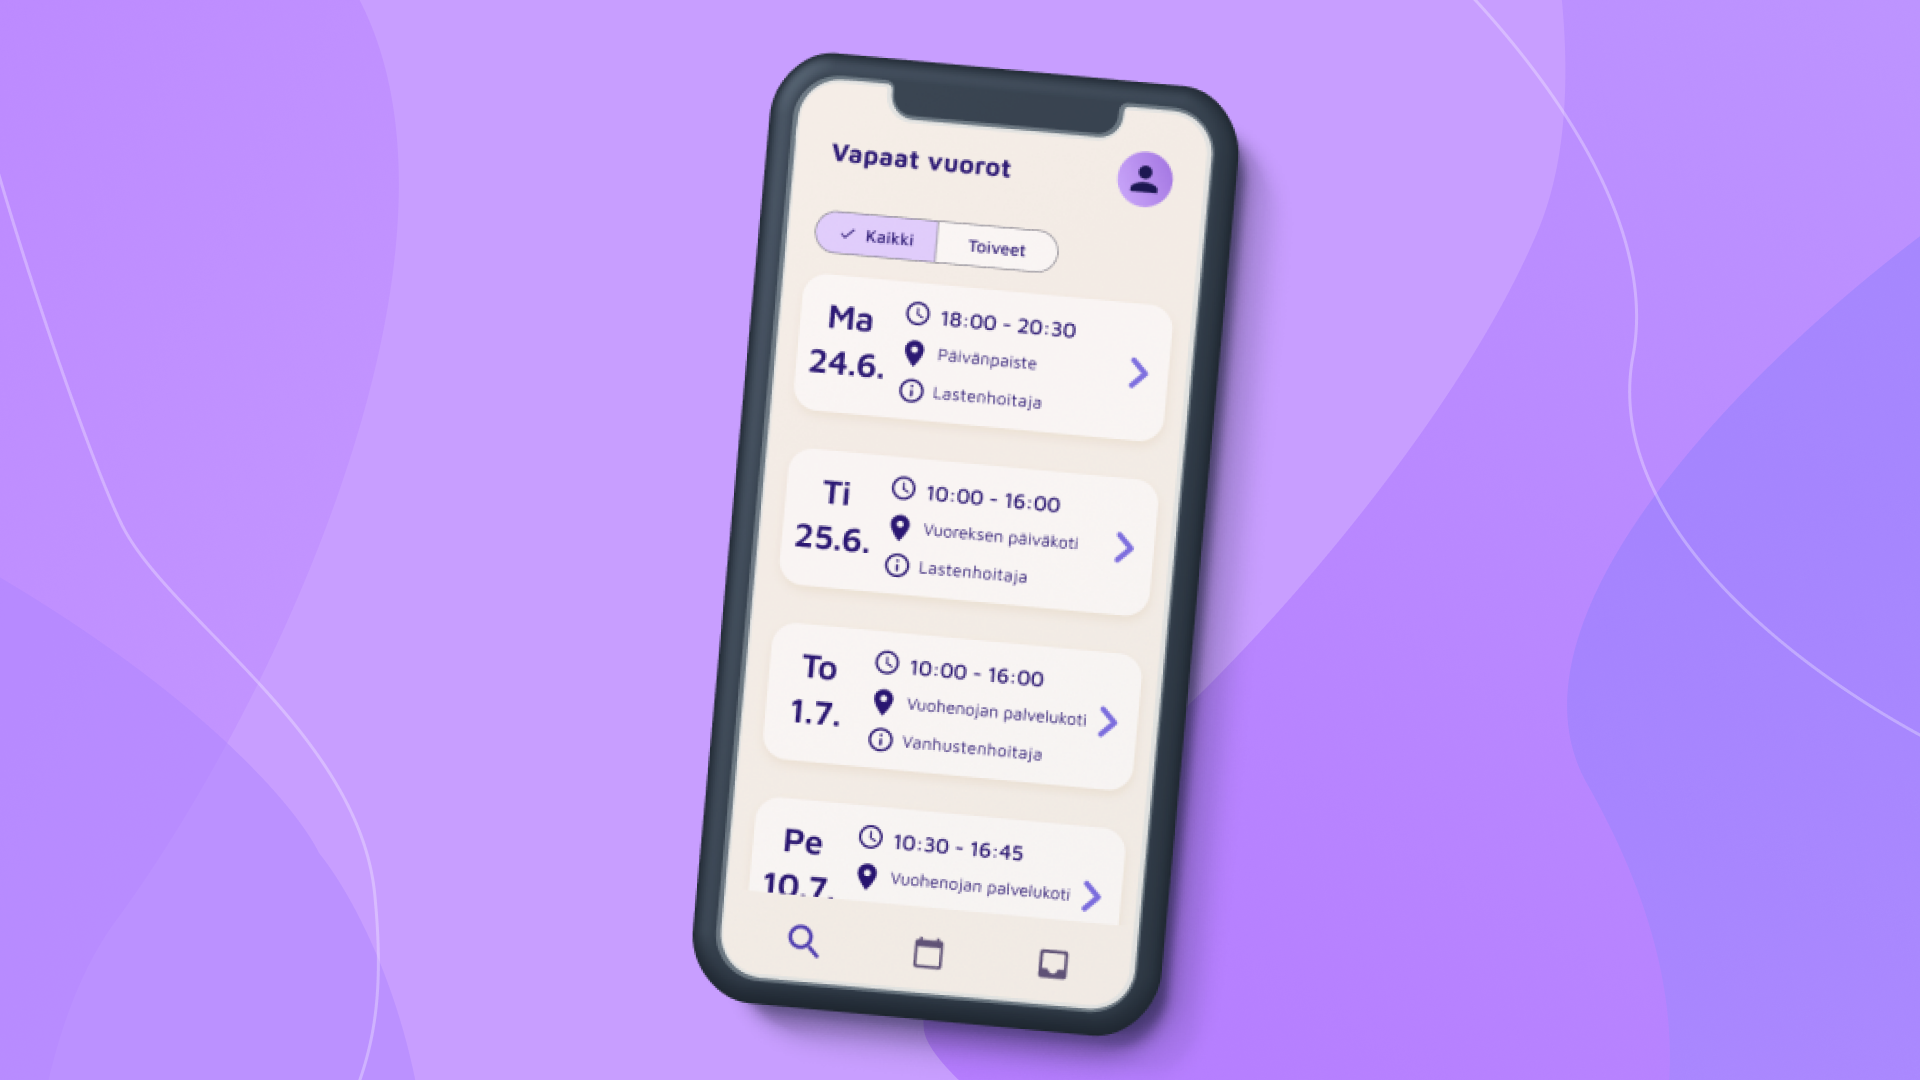 Vapaat vuorot
Kaikki
Toiveet
Ma
24.6.
18:00 - 20:30
Päivänpaiste
Lastenhoitaja
Ti
25.6.
10:00 - 16:00
Vuoreksen päiväkoti
Lastenhoitaja
To
1.7.
10:00 - 16:00
Vuohenojan palvelukoti
Vanhustenhoitaja
Pe
10.7.
10:30 - 16:45
Vuohenojan palvelukoti